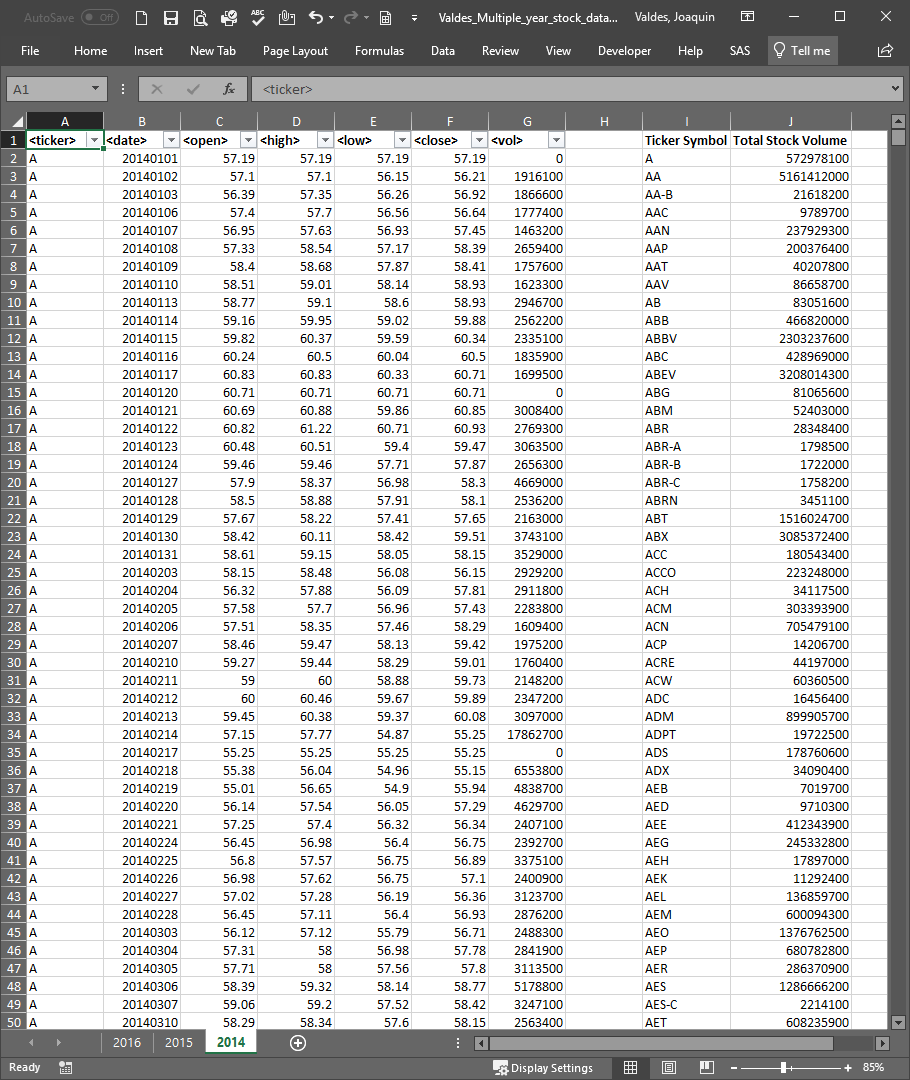 AutoSave Off Valdes_Multiple_year_stock_data... Valdes, Joaquin
File Home Insert New Tab Page Layout Formulas Data Review View Developer Help SAS Tell me
A1 fx <ticker>
A B C D E F G H I J
1 <ticker> <date> <open> <high> <low> <close> <vol> Ticker Symbol Total Stock Volume
2 A 20140101 57.19 57.19 57.19 57.19 0 A 572978100
3 A 20140102 57.1 57.1 56.15 56.21 1916100 AA 5161412000
4 A 20140103 56.39 57.35 56.26 56.92 1866600 AA-B 21618200
5 A 20140106 57.4 57.7 56.56 56.64 1777400 AAC 9789700
6 A 20140107 56.95 57.63 56.93 57.45 1463200 AAN 237929300
7 A 20140108 57.33 58.54 57.17 58.39 2659400 AAP 200376400
8 A 20140109 58.4 58.68 57.87 58.41 1757600 AAT 40207800
9 A 20140110 58.51 59.01 58.14 58.93 1623300 AAV 86658700
10 A 20140113 58.77 59.1 58.6 58.93 2946700 AB 83051600
11 A 20140114 59.16 59.95 59.02 59.88 2562200 ABB 466820000
12 A 20140115 59.82 60.37 59.59 60.34 2335100 ABBV 2303237600
13 A 20140116 60.24 60.5 60.04 60.5 1835900 ABC 428969000
14 A 20140117 60.83 60.83 60.33 60.71 1699500 ABEV 3208014300
15 A 20140120 60.71 60.71 60.71 60.71 0 ABG 81065600
16 A 20140121 60.69 60.88 59.86 60.85 3008400 ABM 52403000
17 A 20140122 60.82 61.22 60.71 60.93 2769300 ABR 28348400
18 A 20140123 60.48 60.51 59.4 59.47 3063500 ABR-A 1798500
19 A 20140124 59.46 59.46 57.71 57.87 2656300 ABR-B 1722000
20 A 20140127 57.9 58.37 56.98 58.3 4669000 ABR-C 1758200
21 A 20140128 58.5 58.88 57.91 58.1 2536200 ABRN 3451100
22 A 20140129 57.67 58.22 57.41 57.65 2163000 ABT 1516024700
23 A 20140130 58.42 60.11 58.42 59.51 3743100 ABX 3085372400
24 A 20140131 58.61 59.15 58.05 58.15 3529000 ACC 180543400
25 A 20140203 58.15 58.48 56.08 56.15 2929200 ACCO 223248000
26 A 20140204 56.32 57.88 56.09 57.81 2911800 ACH 34117500
27 A 20140205 57.58 57.7 56.96 57.43 2283800 ACM 303393900
28 A 20140206 57.51 58.35 57.46 58.29 1609400 ACN 705479100
29 A 20140207 58.46 59.47 58.13 59.42 1975200 ACP 14206700
30 A 20140210 59.27 59.44 58.29 59.01 1760400 ACRE 44197000
31 A 20140211 59 60 58.88 59.73 2148200 ACW 60360500
32 A 20140212 60 60.46 59.67 59.89 2347200 ADC 16456400
33 A 20140213 59.45 60.38 59.37 60.08 3097000 ADM 899905700
34 A 20140214 57.15 57.77 54.87 55.25 17862700 ADPT 19722500
35 A 20140217 55.25 55.25 55.25 55.25 0 ADS 178760600
36 A 20140218 55.38 56.04 54.96 55.15 6553800 ADX 34090400
37 A 20140219 55.01 56.65 54.9 55.94 4838700 AEB 7019700
38 A 20140220 56.14 57.54 56.05 57.29 4629700 AED 9710300
39 A 20140221 57.25 57.4 56.32 56.34 2407100 AEE 412343900
40 A 20140224 56.45 56.98 56.4 56.75 2392700 AEG 245332800
41 A 20140225 56.8 57.57 56.75 56.89 3375100 AEH 17897000
42 A 20140226 56.98 57.62 56.75 57.1 2400900 AEK 11292400
43 A 20140227 57.02 57.28 56.19 56.36 3123700 AEL 136859700
44 A 20140228 56.45 57.11 56.4 56.93 2876200 AEM 600094300
45 A 20140303 56.12 57.12 55.79 56.71 2488300 AEO 1376762500
46 A 20140304 57.31 58 56.98 57.78 2841900 AEP 680782800
47 A 20140305 57.71 58 57.56 57.8 3113500 AER 286370900
48 A 20140306 58.39 59.32 58.14 58.77 5178800 AES 1286666200
49 A 20140307 59.06 59.2 57.52 58.42 3247100 AES-C 2214100
50 A 20140310 58.29 58.34 57.6 58.15 2563400 AET 608235900
2016 2015 2014
Ready Display Settings 85%